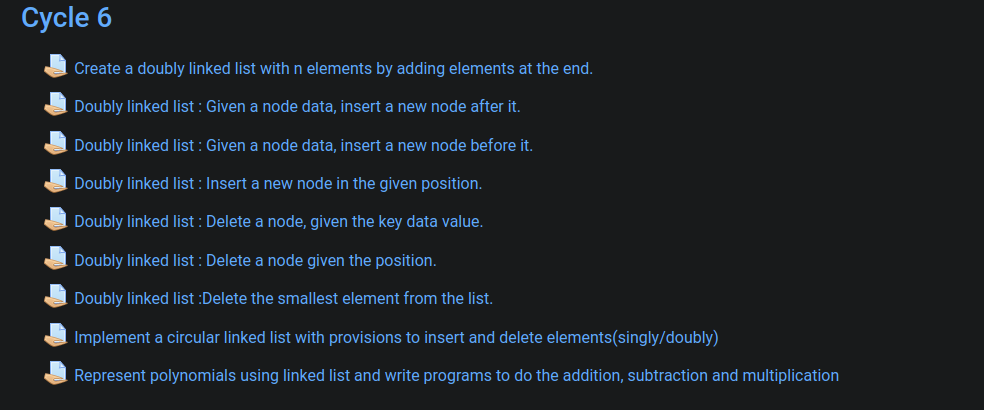 Cycle 6
Create a doubly linked list with n elements by adding elements at the end.
Doubly linked list : Given a node data, insert a new node after it.
Doubly linked list : Given a node data, insert a new node before it.
Doubly linked list : Insert a new node in the given position.
Doubly linked list : Delete a node, given the key data value.
Doubly linked list : Delete a node given the position.
Doubly linked list :Delete the smallest element from the list.
Implement a circular linked list with provisions to insert and delete elements(singly/doubly)
Represent polynomials using linked list and write programs to do the addition, subtraction and multiplication